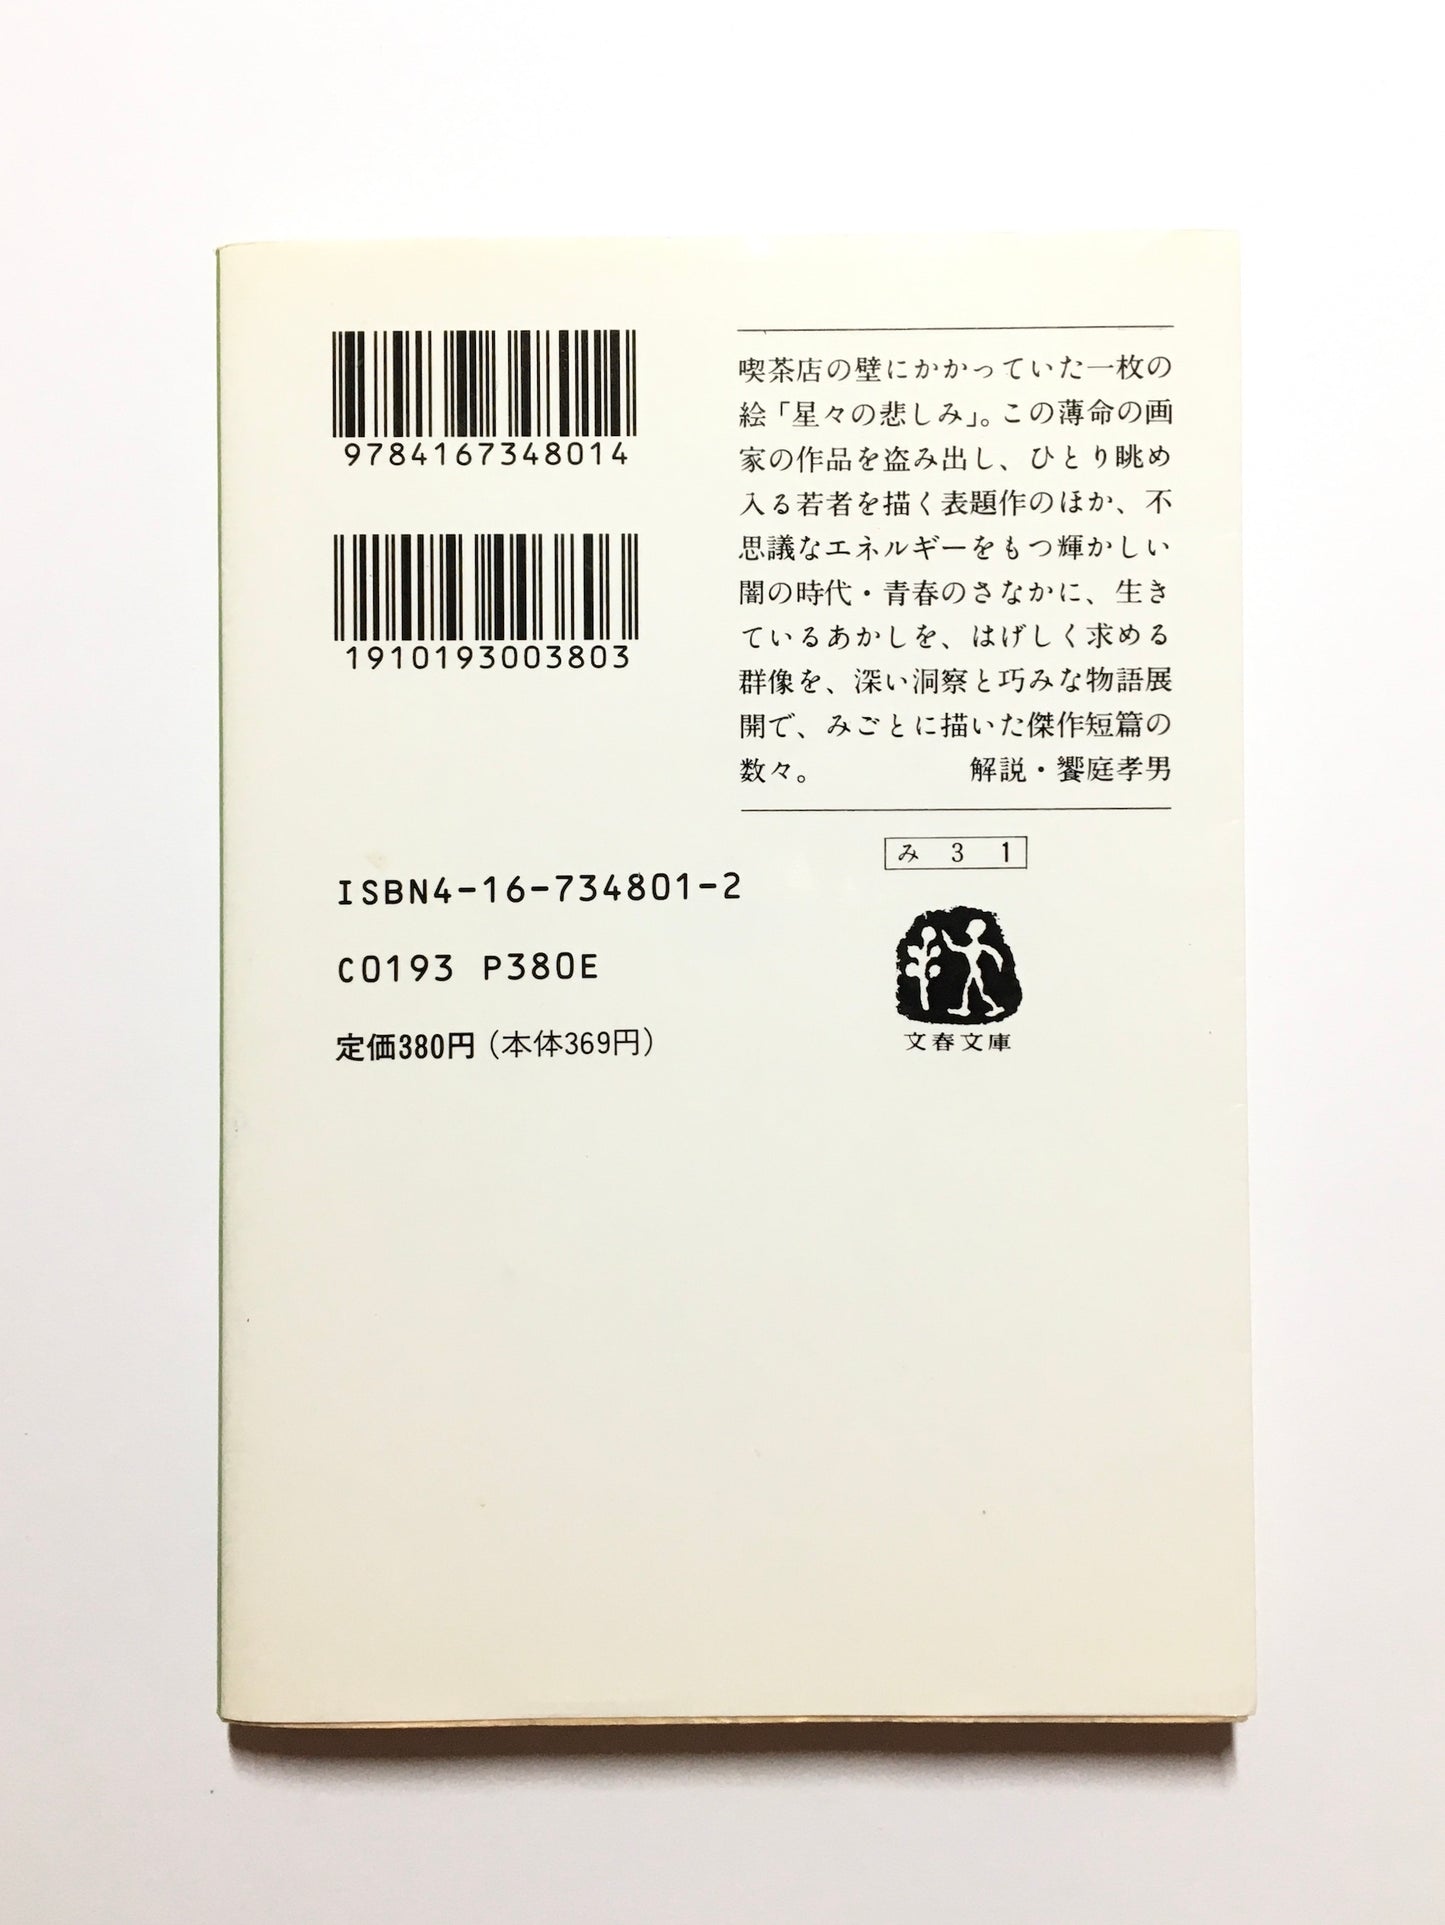 9784167348014
1910193003803
ISBN4-16-734801-2
C0193 P380E
定価380円(本体369円)
喫茶店の壁にかかっていた一枚の
絵「星々の悲しみ」。この薄命の画
家の作品を盗み出し、ひとり眺め
入る若者を描く表題作のほか、不
思議なエネルギーをもつ輝かしい
闇の時代・青春のさなかに、生き
ているあかしを、はげしく求める
群像を、深い洞察と巧みな物語展
開で、みごとに描いた傑作短篇の
数々。 解説・饗庭孝男
み 3 1
文春文庫